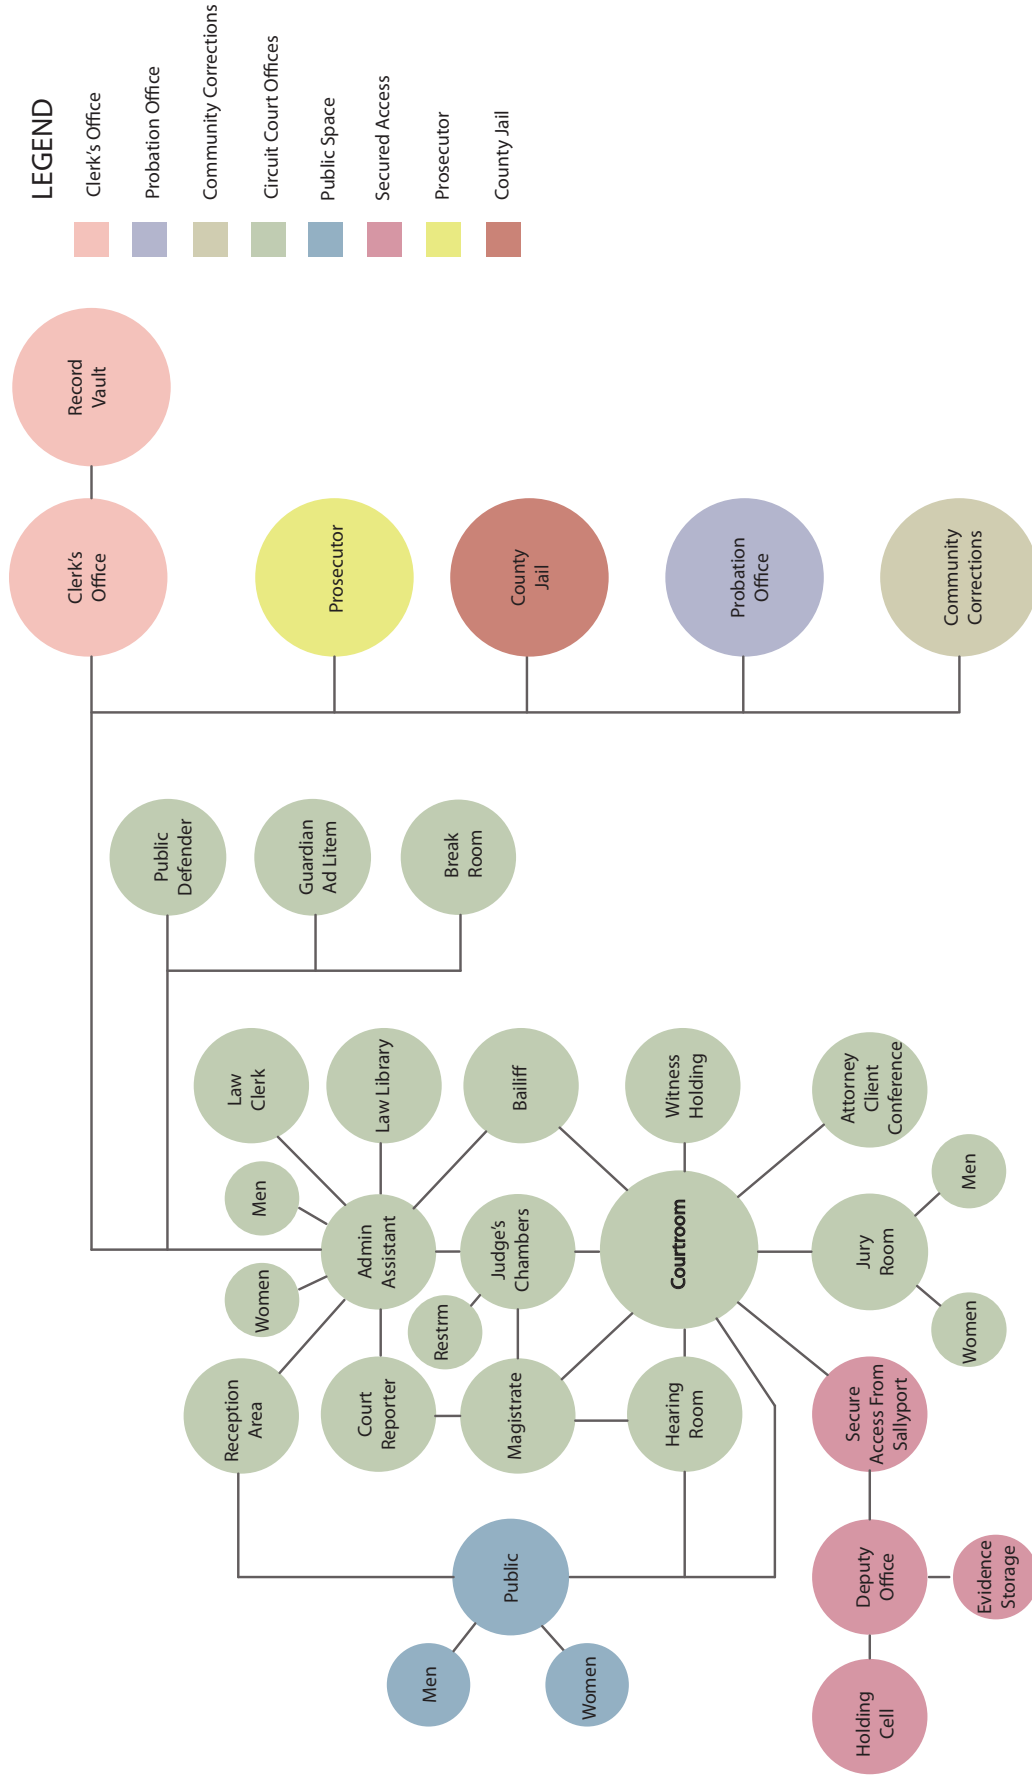 LEGEND
Clerk's Office
Probation Office
Community Corrections
Circuit Court Offices
Public Space
Secured Access
Prosecutor
County Jail
Record
Vault
Clerk's
Office
Prosecutor
County
Jail
Probation
Office
Community
Corrections
Public
Defender
Guardian
Ad Litem
Break
Room
Law
Clerk
Law Library
Bailiff
Witness
Holding
Attorney
Client
Conference
Men
Women
Admin
Assistant
Judge's
Chambers
Restrm
Courtroom
Jury
Room
Men
Women
Reception
Area
Court
Reporter
Magistrate
Hearing
Room
Secure
Access From
Sallyport
Public
Men
Women
Deputy
Office
Evidence
Storage
Holding
Cell